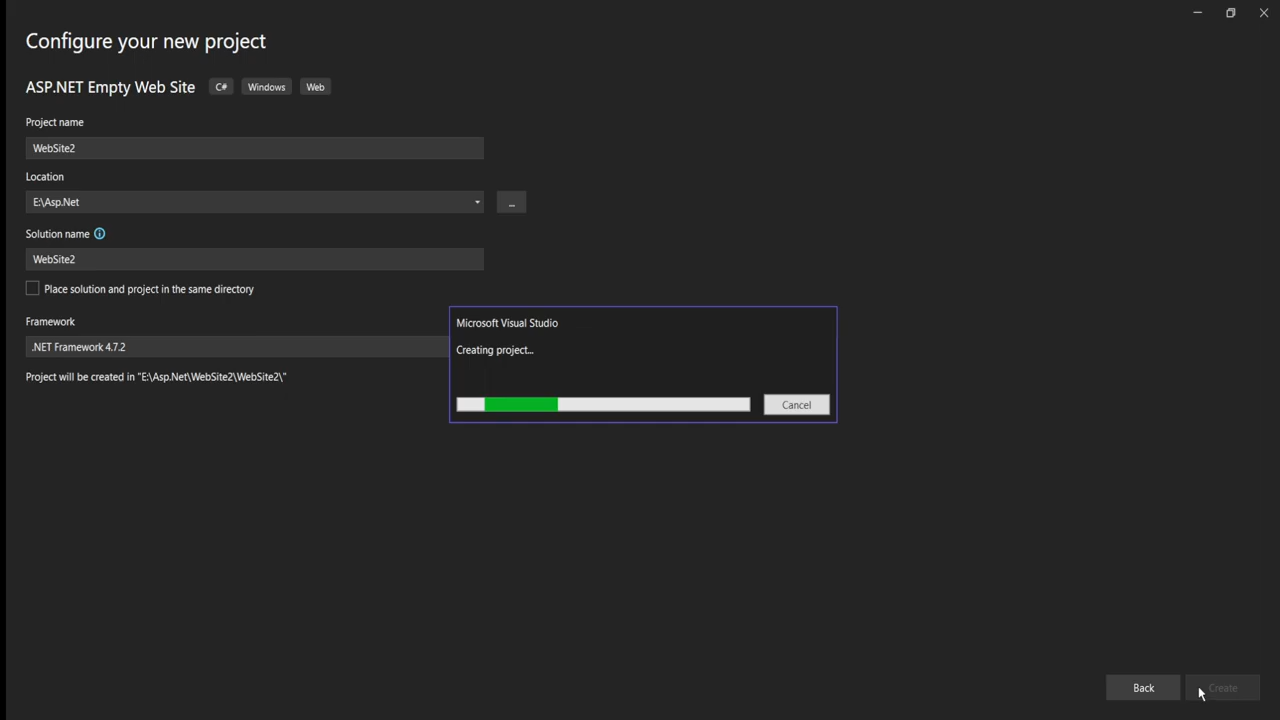 Configure your new project
ASP.NET Empty Web Site C# Windows Web
Project name
WebSite2
Location
E:\Asp.Net ...
Solution name
WebSite2
Place solution and project in the same directory
Framework
.NET Framework 4.7.2
Project will be created in "E:\Asp.Net\WebSite2\WebSite2\"
Microsoft Visual Studio
Creating project...
Cancel
Back Create